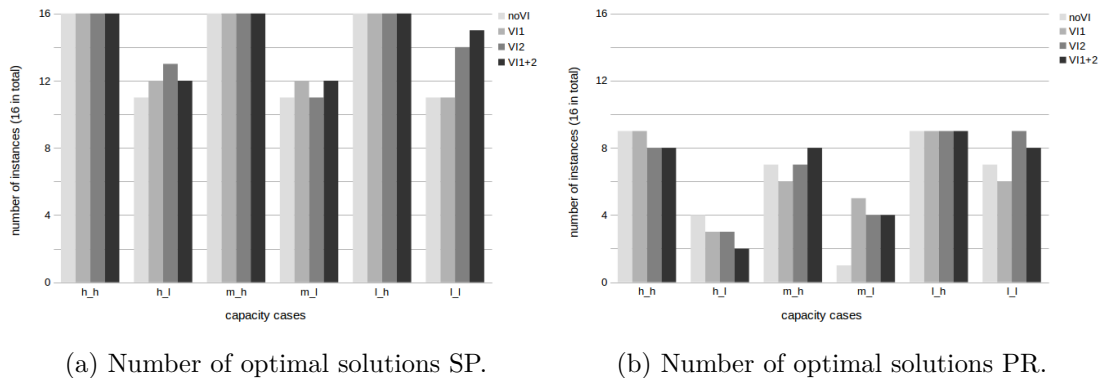 16
12
8
4
0
number of instances (16 in total)
h_h h_l m_h m_l l_h l_l
capacity cases
noVI
VI1
VI2
VI1+2
(a) Number of optimal solutions SP.
16
12
8
4
0
number of instances (16 in total)
h_h h_l m_h m_l l_h l_l
capacity cases
noVI
VI1
VI2
VI1+2
(b) Number of optimal solutions PR.